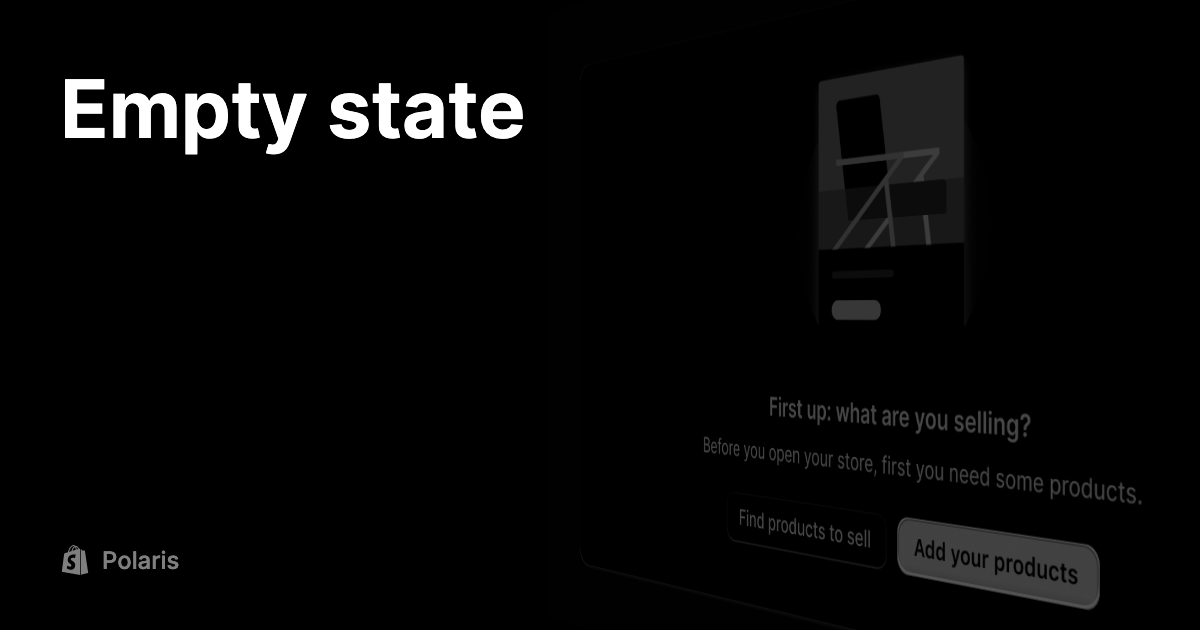 Empty state
First up: what are you selling?
Before you open your store, first you need some products.
Find products to sell
Add your products
Polaris